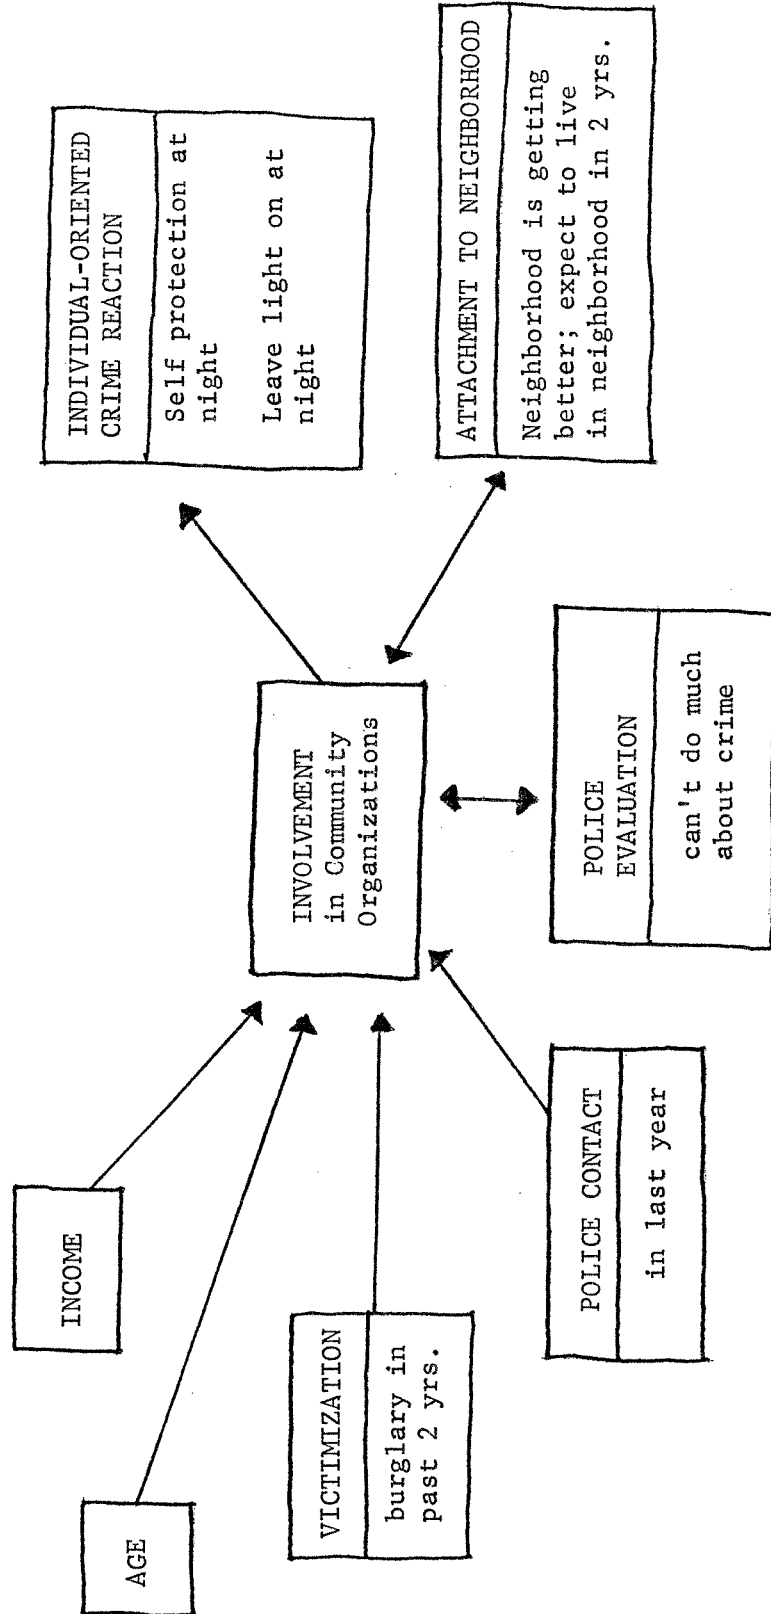 AGE
INCOME
VICTIMIZATION
burglary in
past 2 yrs.
POLICE CONTACT
in last year
INVOLVEMENT
in Community
Organizations
POLICE
EVALUATION
can't do much
about crime
INDIVIDUAL-ORIENTED
CRIME REACTION
Self protection at
night
Leave light on at
night
ATTACHMENT TO NEIGHBORHOOD
Neighborhood is getting
better; expect to live
in neighborhood in 2 yrs.